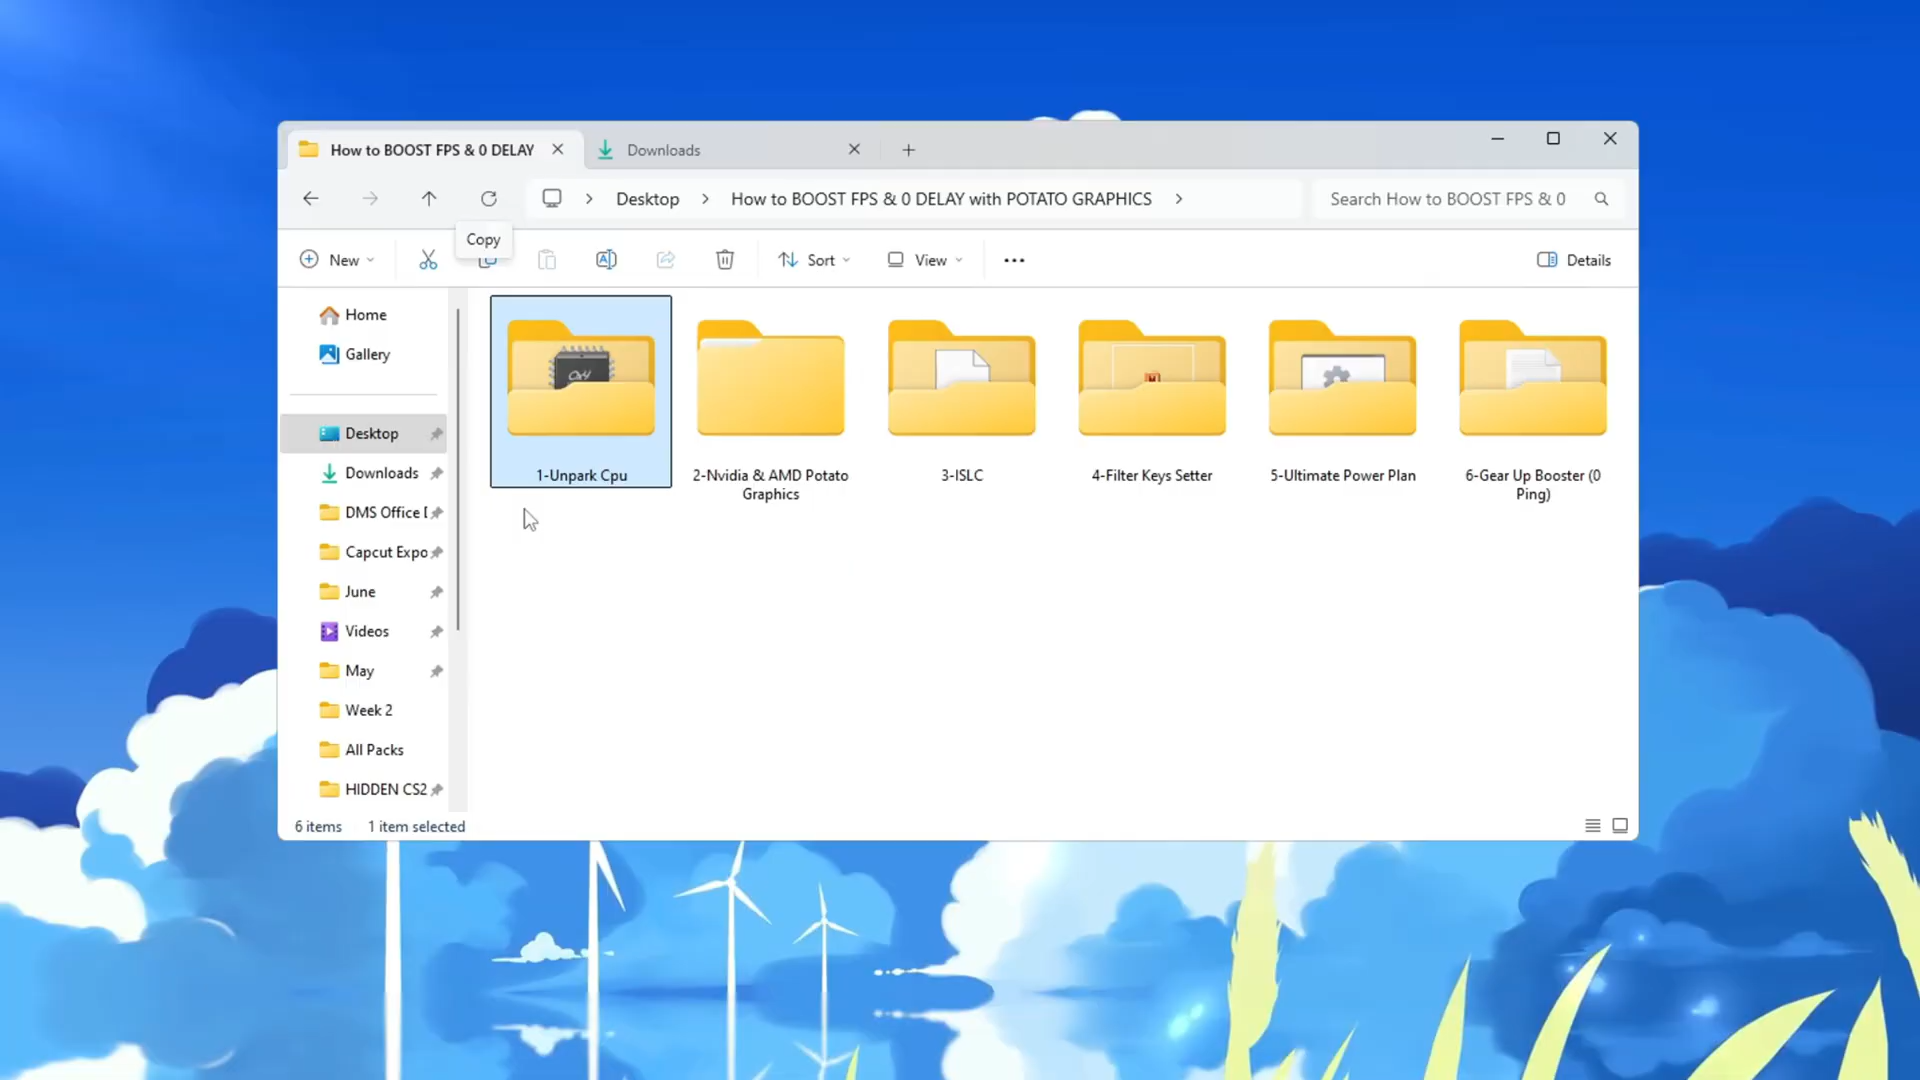 How to BOOST FPS & 0 DELAY
Downloads
Desktop
How to BOOST FPS & 0 DELAY with POTATO GRAPHICS
Search How to BOOST FPS & 0
Copy
New
Sort
View
Details
Home
Gallery
Desktop
Downloads
DMS Office
Capcut Expo
June
Videos
May
Week 2
All Packs
HIDDEN CS2
1-Unpark Cpu
2-Nvidia & AMD Potato
Graphics
3-ISLC
4-Filter Keys Setter
5-Ultimate Power Plan
6-Gear Up Booster (0
Ping)
6 items
1 item selected